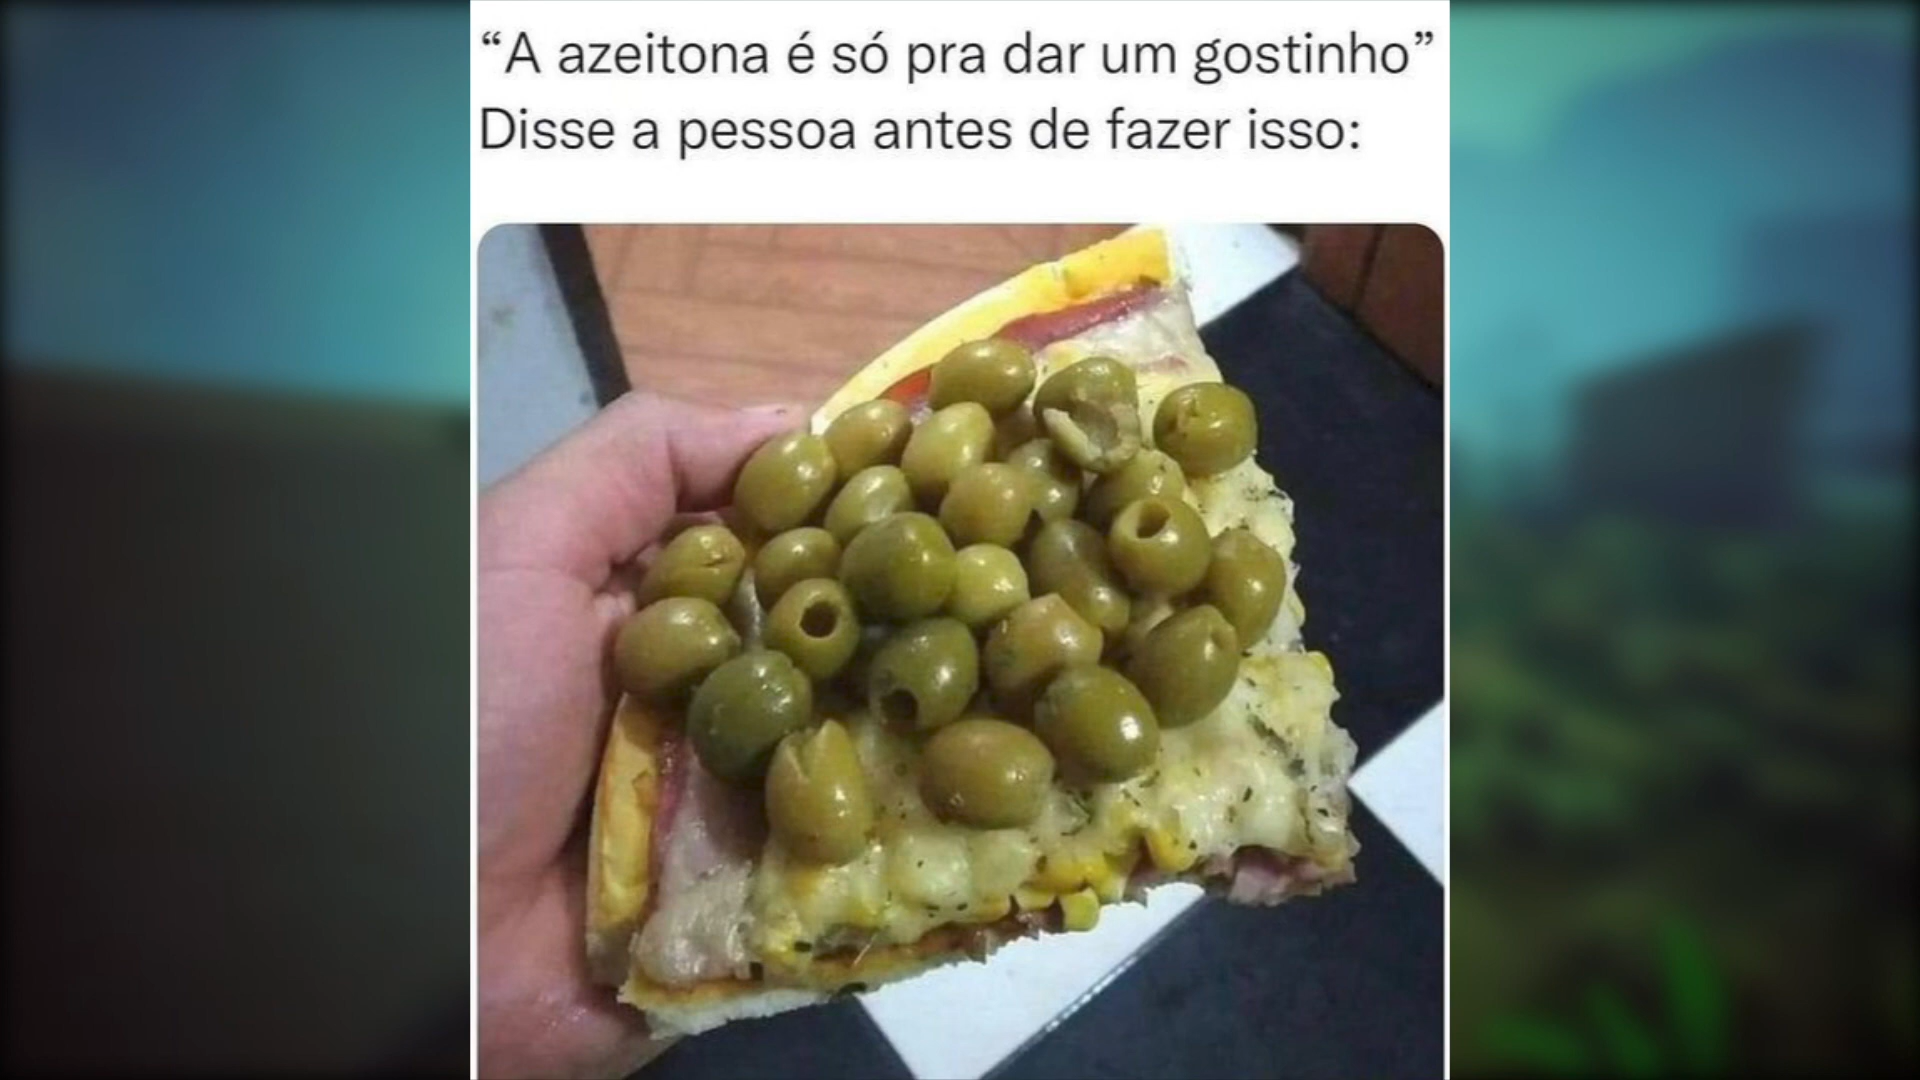 “A azeitona é só pra dar um gostinho”
Disse a pessoa antes de fazer isso: